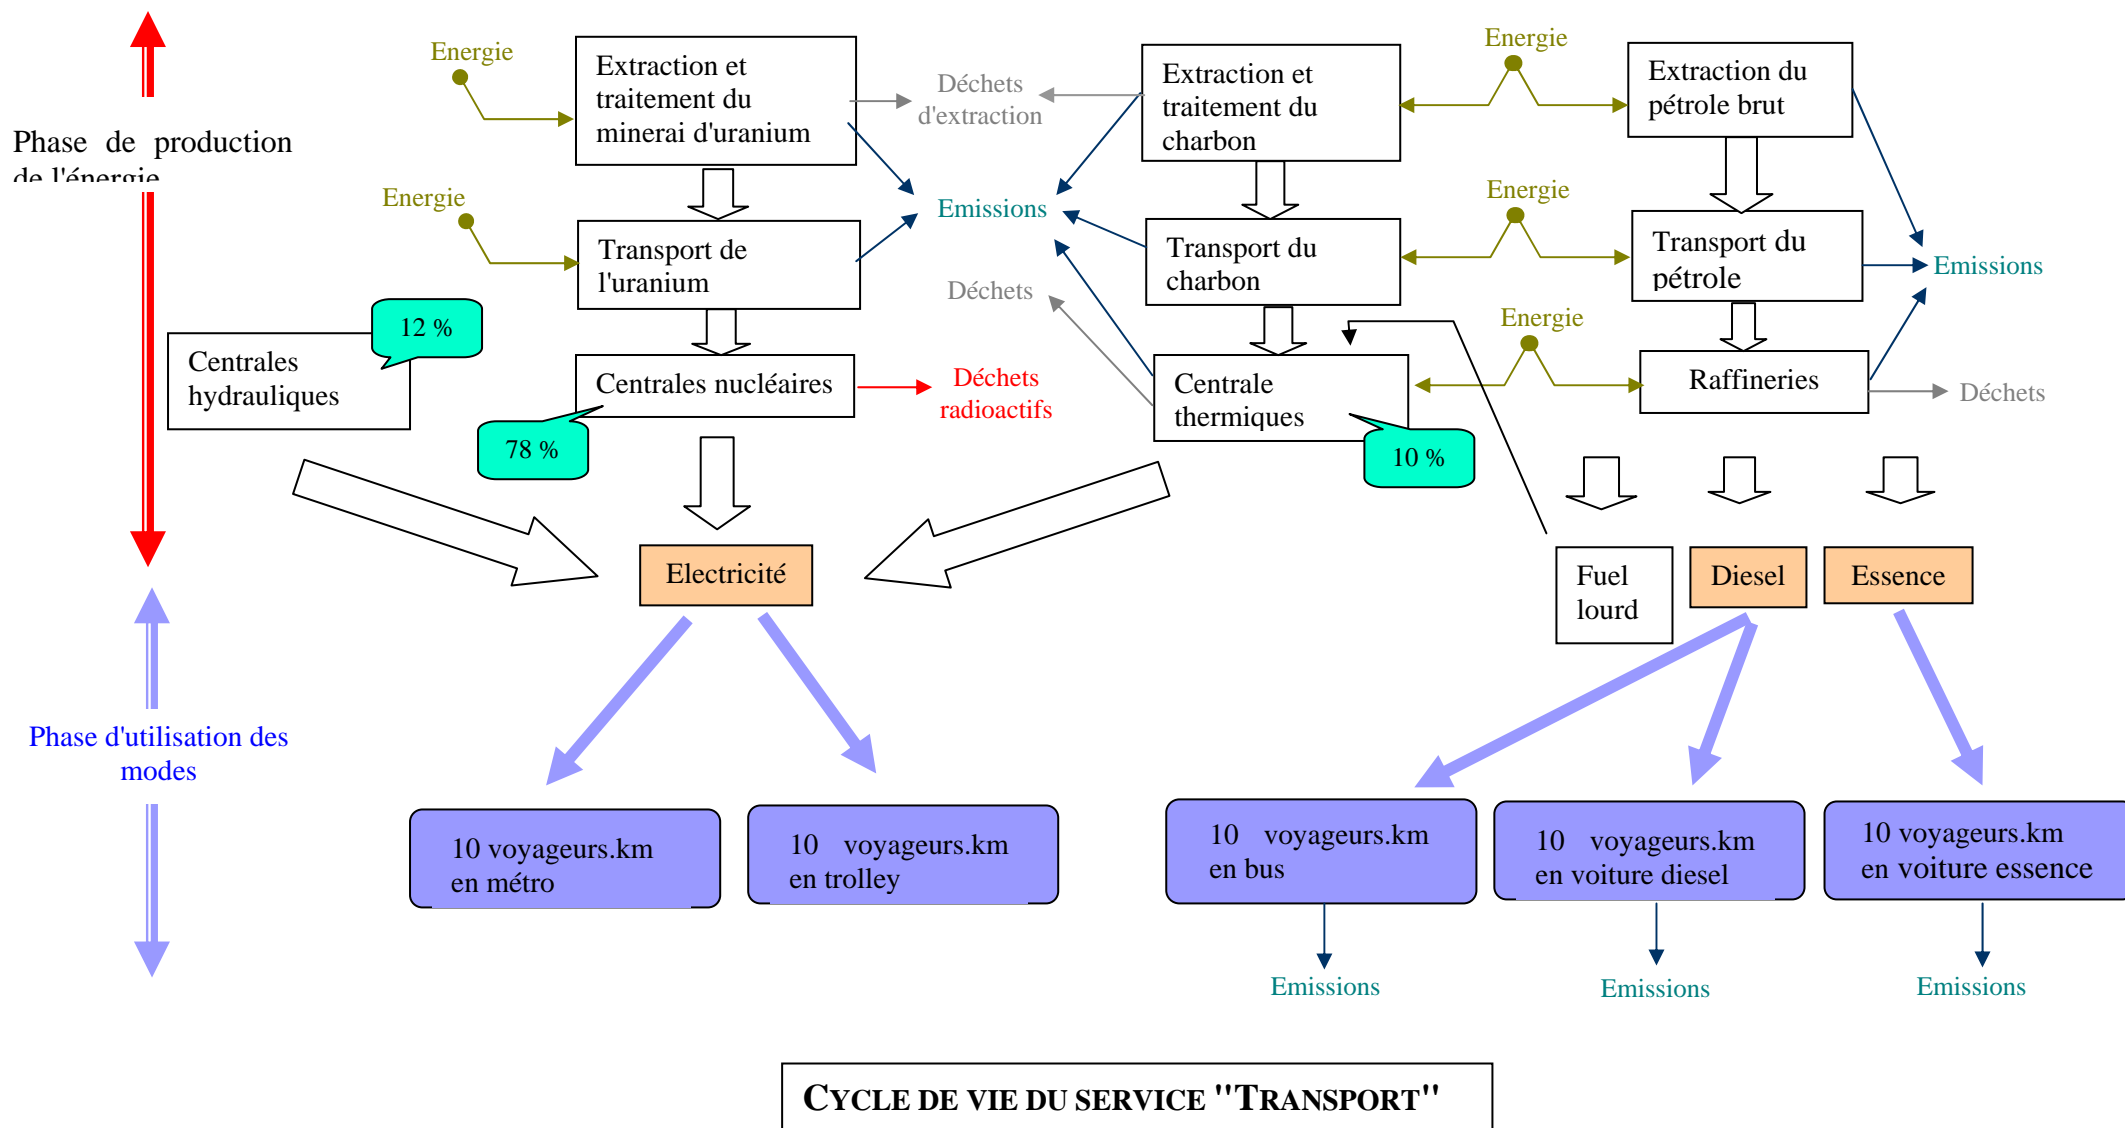 Phase de production
de l'énergie
Energie
Extraction et
traitement du
minerai d'uranium
Déchets
d'extraction
Extraction et
traitement du
charbon
Energie
Extraction du
pétrole brut
Energie
Transport de
l'uranium
Emissions
Transport du
charbon
Energie
Transport du
pétrole
Emissions
Déchets
Centrales
hydrauliques
12 %
Centrales nucléaires
78 %
Déchets
radioactifs
Centrale
thermiques
10 %
Energie
Raffineries
Déchets
Electricité
Fuel
lourd
Diesel
Essence
Phase d'utilisation des
modes
10 voyageurs.km
en métro
10 voyageurs.km
en trolley
10 voyageurs.km
en bus
10 voyageurs.km
en voiture diesel
10 voyageurs.km
en voiture essence
Emissions
Emissions
Emissions
CYCLE DE VIE DU SERVICE "TRANSPORT"